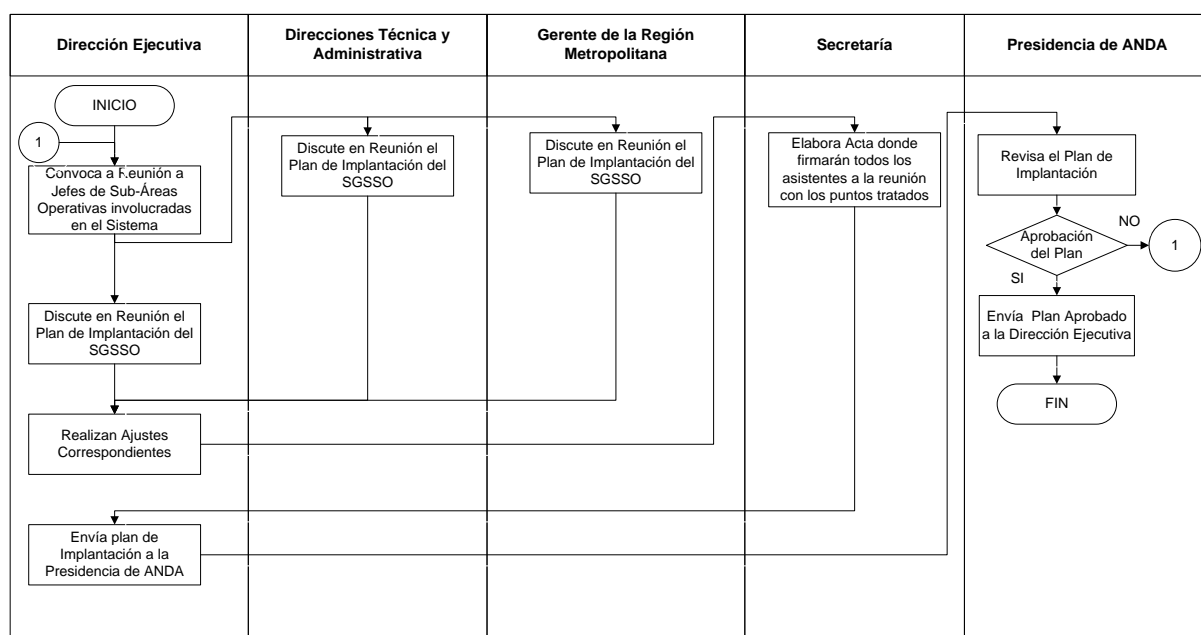 Dirección Ejecutiva
Direcciones Técnica y
Administrativa
Gerente de la Región
Metropolitana
Secretaría
Presidencia de ANDA
INICIO
1
Convoca a Reunión a
Jefes de Sub-Áreas
Operativas involucradas
en el Sistema
Discute en Reunión el
Plan de Implantación del
SGSSO
Realizan Ajustes
Correspondientes
Envía plan de
Implantación a la
Presidencia de ANDA
Discute en Reunión el
Plan de Implantación del
SGSSO
Discute en Reunión el
Plan de Implantación del
SGSSO
Elabora Acta donde
firmarán todos los
asistentes a la reunión
con los puntos tratados
Revisa el Plan de
Implantación
Aprobación
del Plan
NO
1
SI
Envía Plan Aprobado
a la Dirección Ejecutiva
FIN